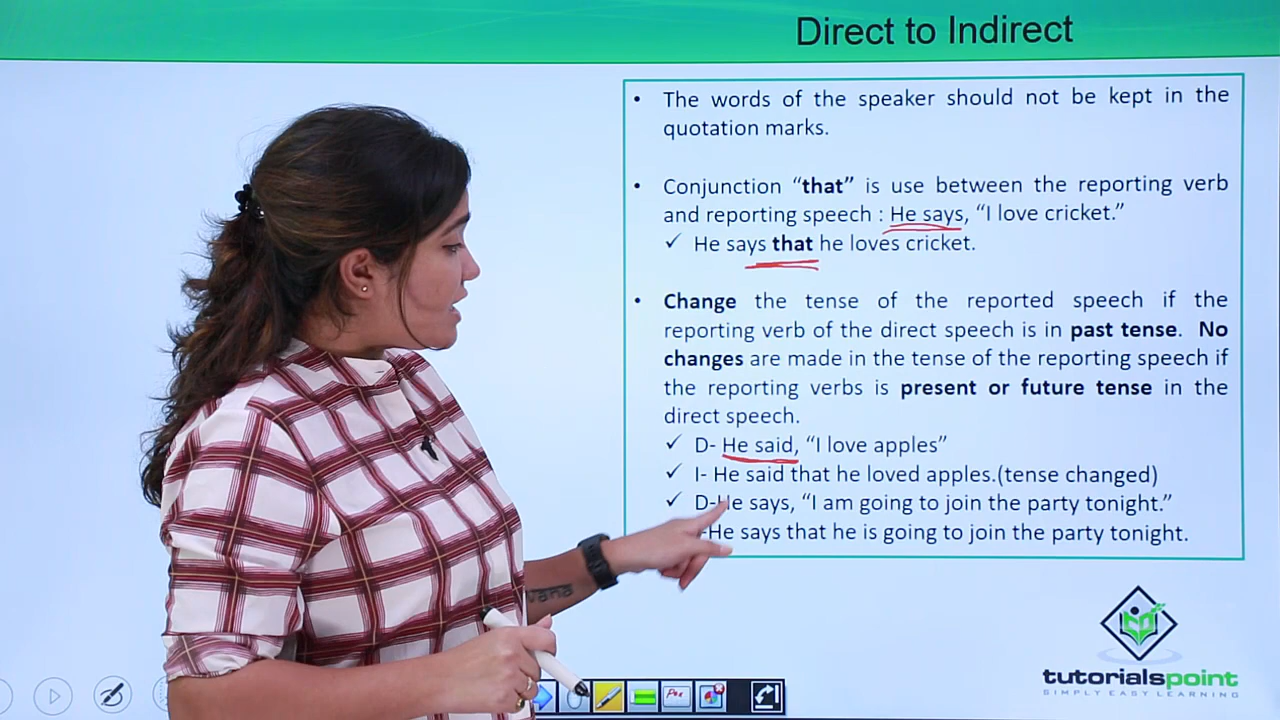 Direct to Indirect
• The words of the speaker should not be kept in the
quotation marks.
• Conjunction “that” is use between the reporting verb
and reporting speech : He says, “I love cricket.”
✓ He says that he loves cricket.
• Change the tense of the reported speech if the
reporting verb of the direct speech is in past tense. No
changes are made in the tense of the reporting speech if
the reporting verbs is present or future tense in the
direct speech.
✓ D- He said, “I love apples”
✓ I- He said that he loved apples.(tense changed)
✓ D-He says, “I am going to join the party tonight.”
-He says that he is going to join the party tonight.
nana
Pen
tutorialspoint
SIMPLY EASY LEARNING